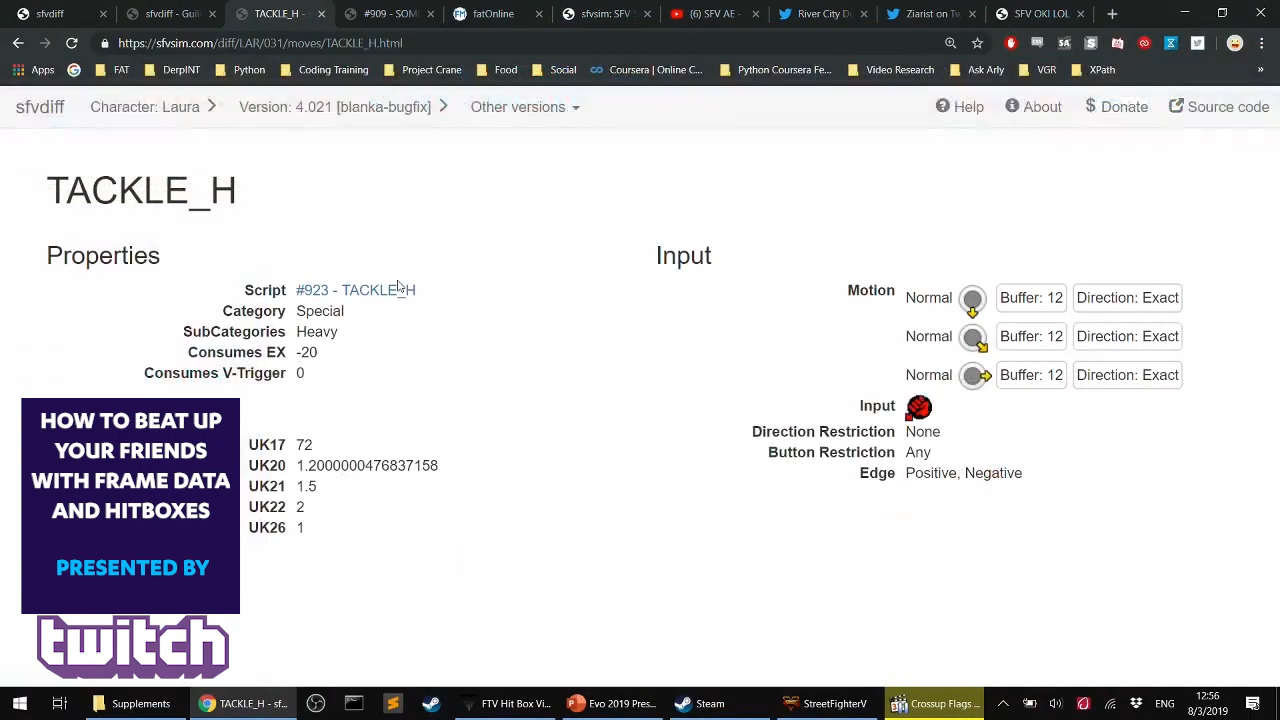 sfvdiff
sfvdiff - Guil
TACKLE_H -
#909 - SOM
fatOnline
sfvsim: SFV S
(6) SFV AE -
River City D
Ziarist on Tw
SFV OKI LOL
https://sfvsim.com/diff/LAR/031/moves/TACKLE_H.html
Apps
FAT
DerpINT
Python
Coding Training
Project Crane
Food
Social
Coursera | Online C...
Python Coursera Fe...
Video Research
Ask Arly
VGR
XPath
»
sfvdiff
Character: Laura
Version: 4.021 [blanka-bugfix]
Other versions
Help
About
Donate
Source code
TACKLE_H
Properties
Script #923 - TACKLE_H
Category Special
SubCategories Heavy
Consumes EX -20
Consumes V-Trigger 0
UK17 72
UK20 1.2000000476837158
UK21 1.5
UK22 2
UK26 1
Input
Motion Normal Buffer: 12 Direction: Exact
Normal Buffer: 12 Direction: Exact
Normal Buffer: 12 Direction: Exact
Input
Direction Restriction None
Button Restriction Any
Edge Positive, Negative
HOW TO BEAT UP
YOUR FRIENDS
WITH FRAME DATA
AND HITBOXES
PRESENTED BY
twitch
Supplements
TACKLE_H - sf...
FTV Hit Box Vi...
Evo 2019 Pres...
Steam
StreetFighterV
Crossup Flags ...
ENG
12:56
8/3/2019